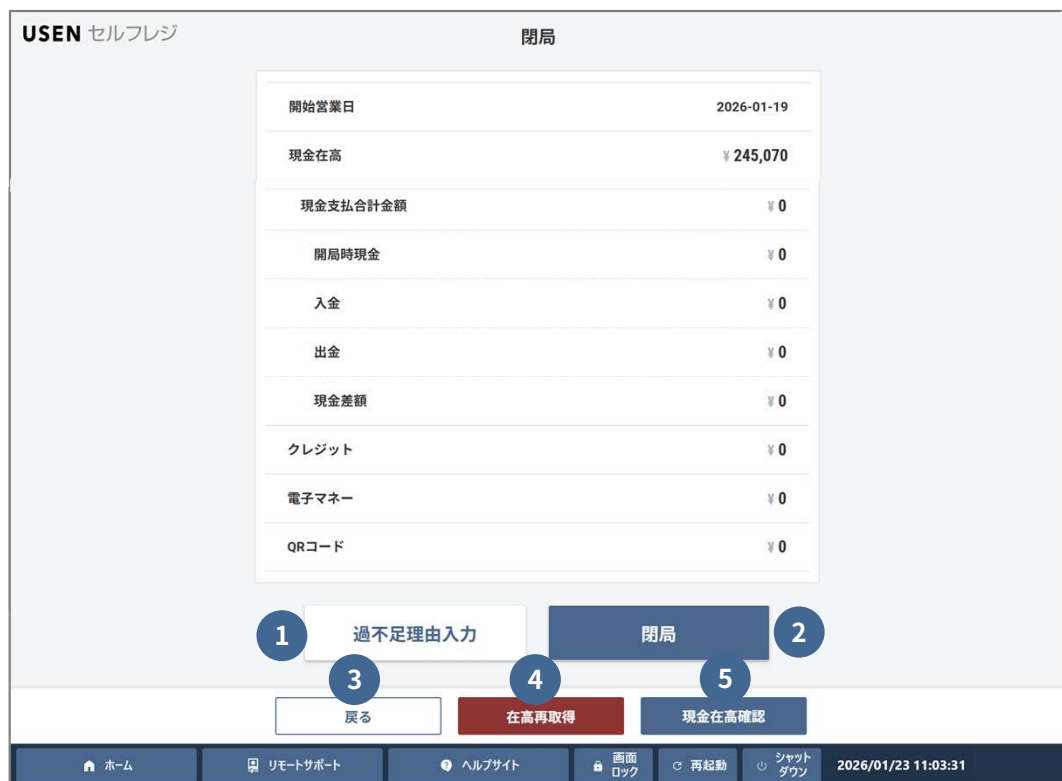 USEN セルフレジ
閉局
開始営業日 2026-01-19
現金在高 ¥ 245,070
現金支払合計金額 ¥ 0
開局時現金 ¥ 0
入金 ¥ 0
出金 ¥ 0
現金差額 ¥ 0
クレジット ¥ 0
電子マネー ¥ 0
QRコード ¥ 0
1 過不足理由入力 閉局 2
3 4 5
戻る 在高再取得 現金在高確認
ホーム リモートサポート ヘルプサイト 画面ロック 再起動 シャットダウン 2026/01/23 11:03:31